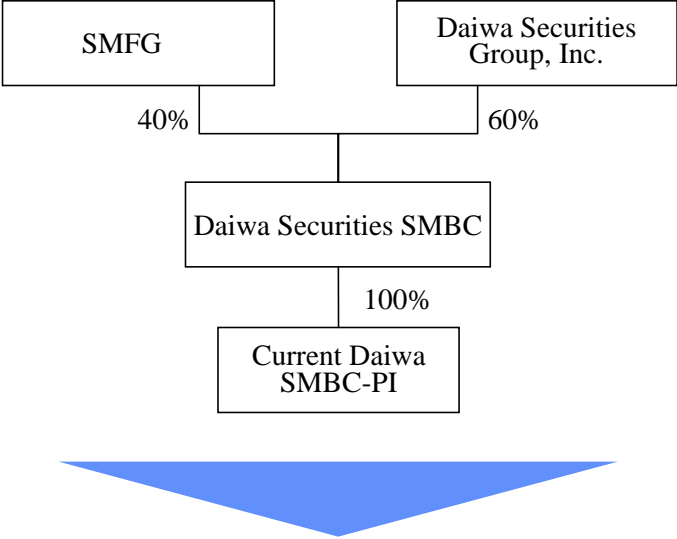 SMFG
Daiwa Securities
Group, Inc.
40%
60%
Daiwa Securities SMBC
100%
Current Daiwa
SMBC-PI